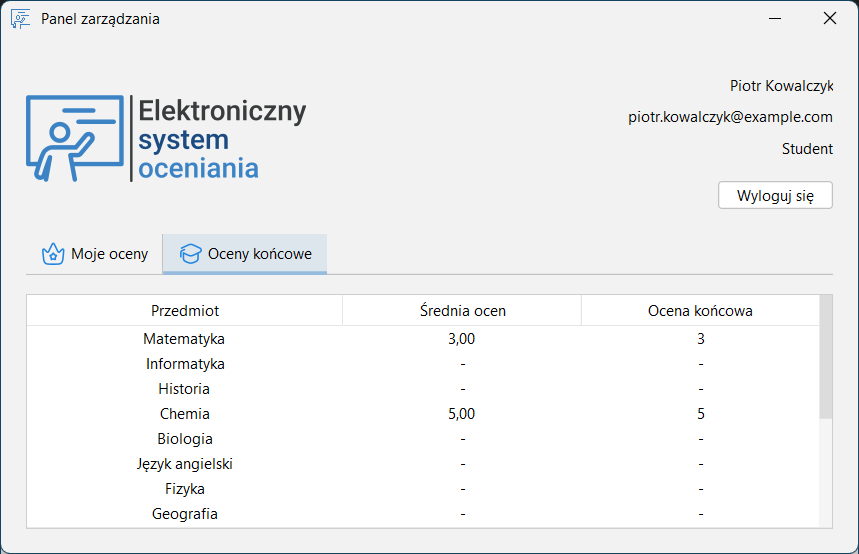 Panel zarządzania
Piotr Kowalczyk
piotr.kowalczyk@example.com
Student
Wyloguj się
Elektroniczny
system
oceniania
Moje oceny Oceny końcowe
Przedmiot Średnia ocen Ocena końcowa
Matematyka 3,00 3
Informatyka - -
Historia - -
Chemia 5,00 5
Biologia - -
Język angielski - -
Fizyka - -
Geografia - -